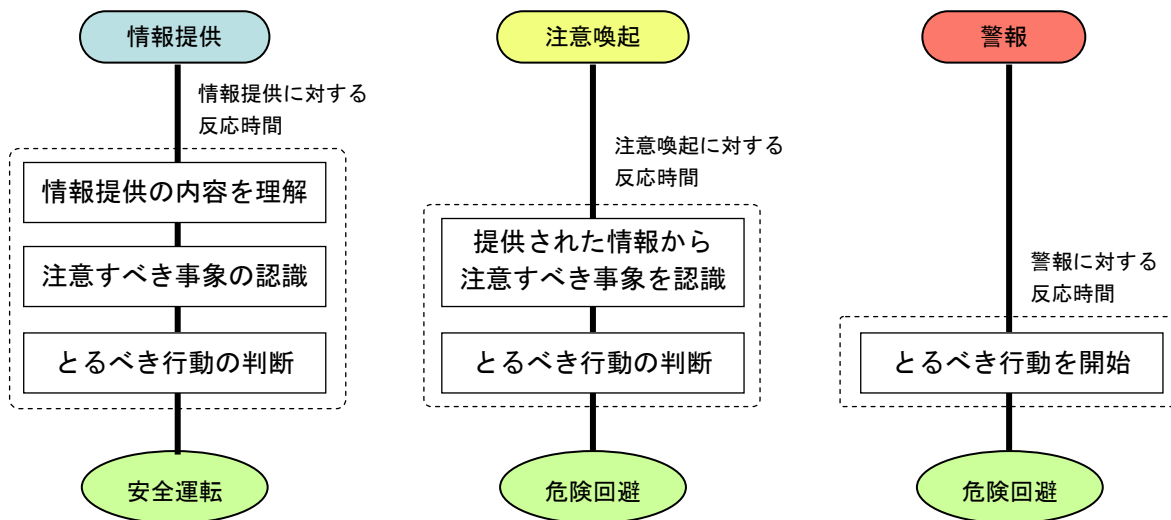 情報提供
情報提供に対する
反応時間
情報提供の内容を理解
注意すべき事象の認識
とるべき行動の判断
安全運転
注意喚起
注意喚起に対する
反応時間
提供された情報から
注意すべき事象を認識
とるべき行動の判断
危険回避
警報
警報に対する
反応時間
とるべき行動を開始
危険回避